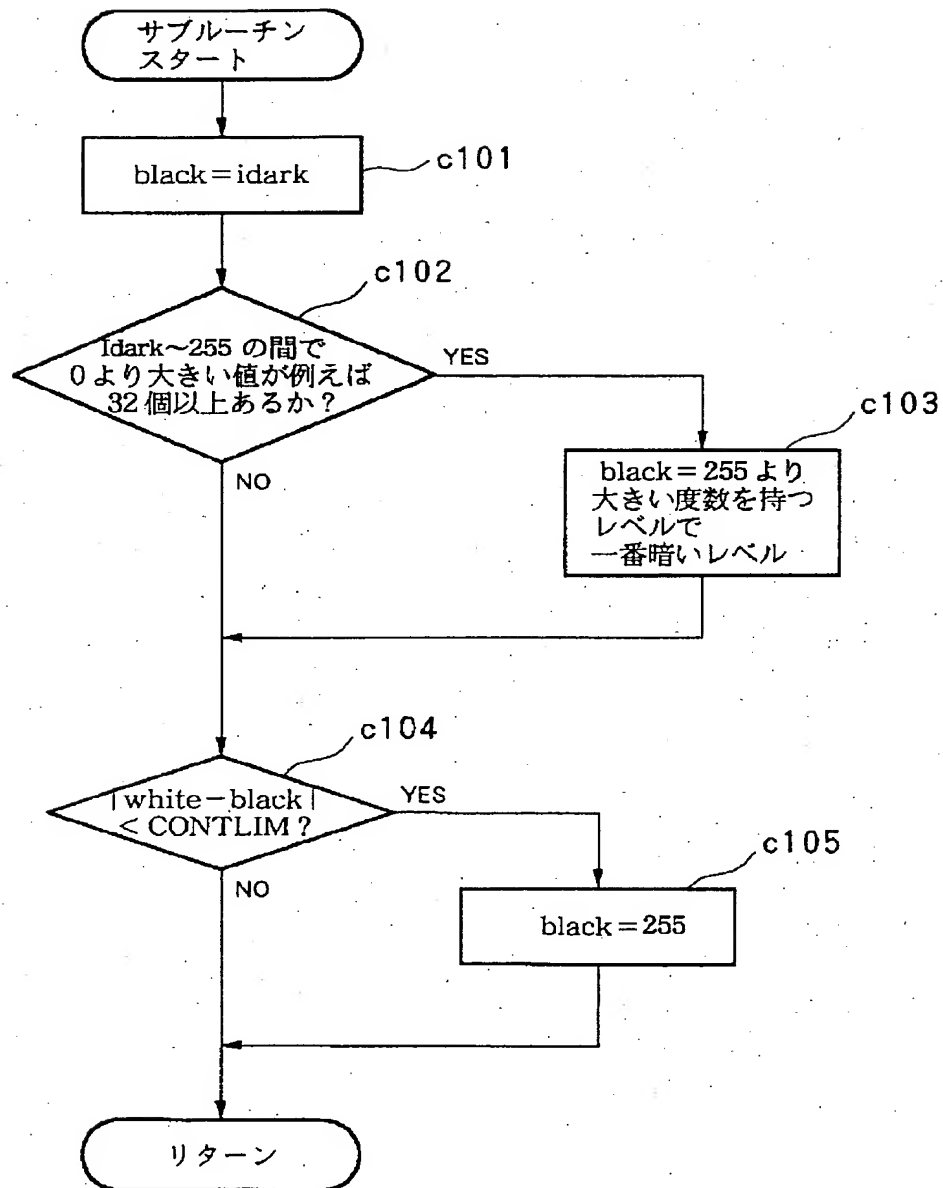 サブルーチン
スタート
black=idark
c101
c102
Idark~255 の間で
0より大きい値が例えば
32個以上あるか?
YES
NO
c103
black=255 より
大きい度数を持つ
レベルで
一番暗いレベル
c104
|white-black|
< CONTLIM ?
YES
NO
c105
black=255
リターン